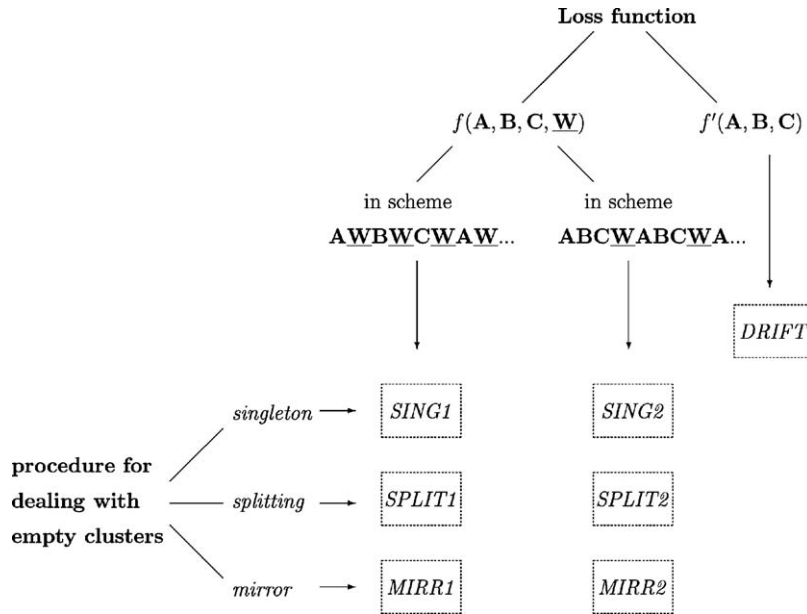 Loss function
f(A, B, C, W)
f′(A, B, C)
in scheme
in scheme
AWBWCWAW...
ABCWABCWA...
DRIFT
singleton
SING1
SING2
procedure for
dealing with
empty clusters
splitting
SPLIT1
SPLIT2
mirror
MIRR1
MIRR2